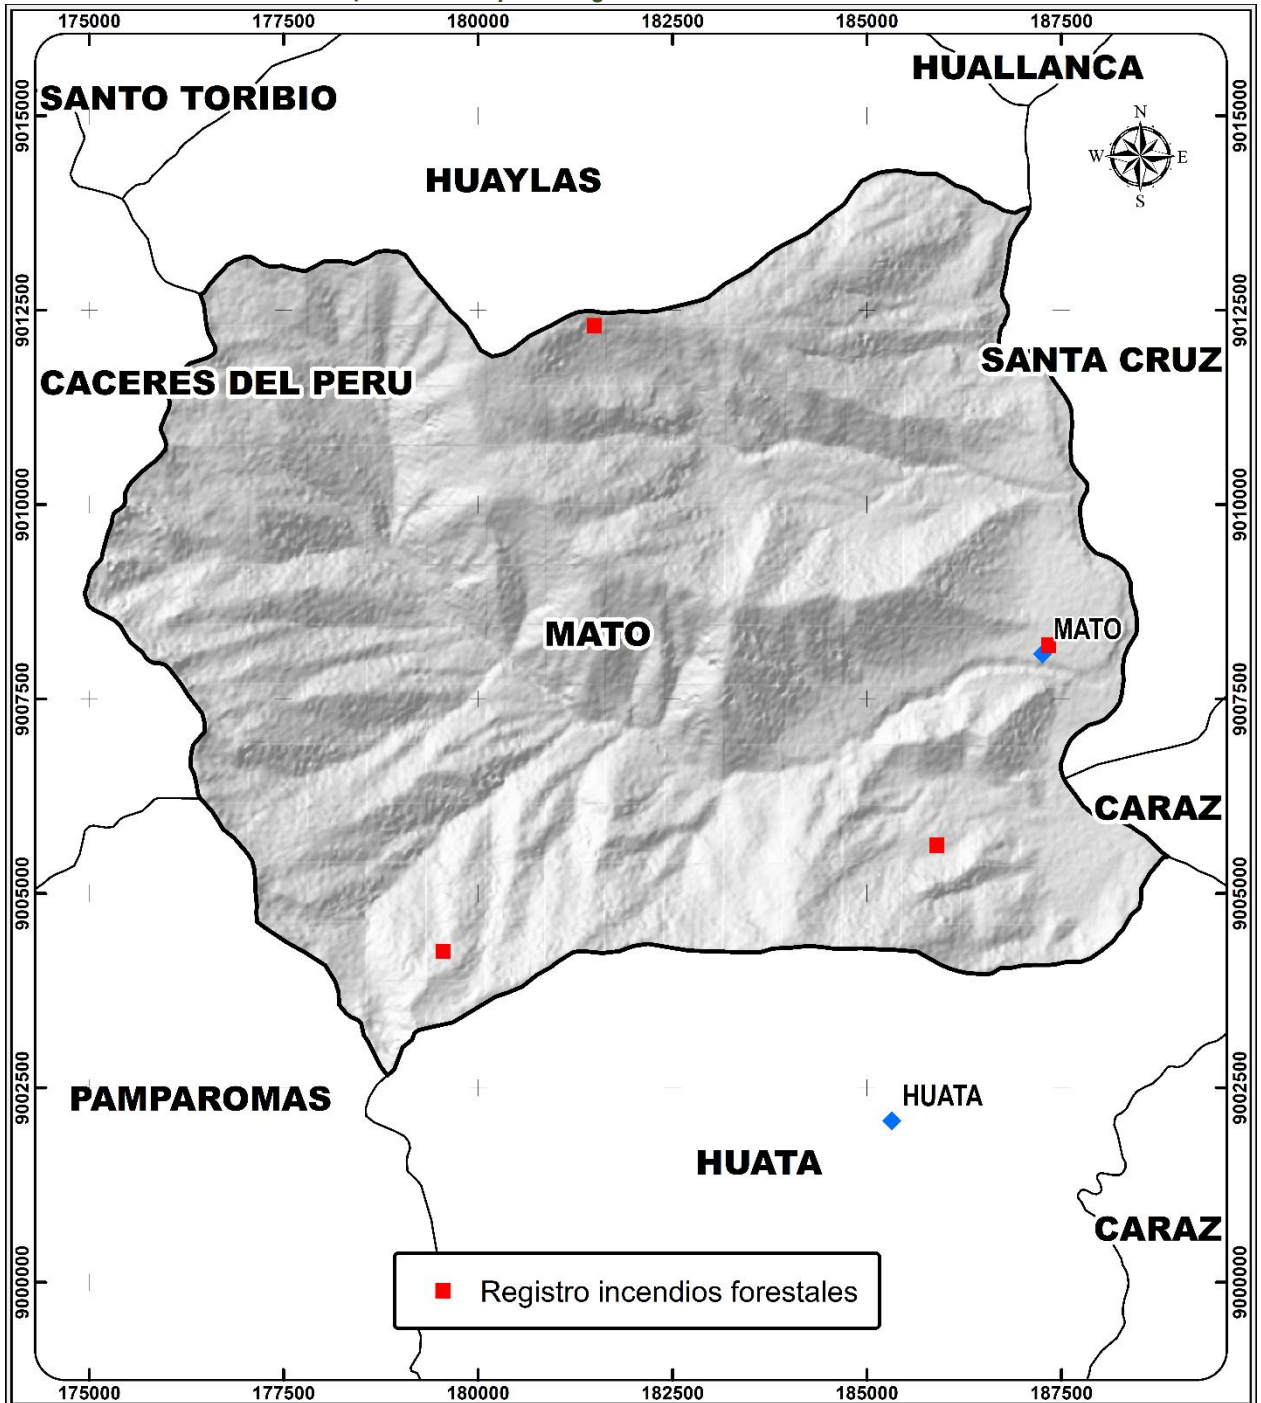 175000 177500 180000 182500 185000 187500
HUALLANCA
SANTO TORIBIO
9015000 9015000
N
W E
S
HUAYLAS
9012500 9012500
SANTA CRUZ
CACERES DEL PERU
9010000 9010000
MATO
MATO
9007500 9007500
CARAZ
9005000 9005000
9002500 9002500
PAMPAROMAS
HUATA
HUATA
CARAZ
9000000 9000000
Registro incendios forestales
175000 177500 180000 182500 185000 187500